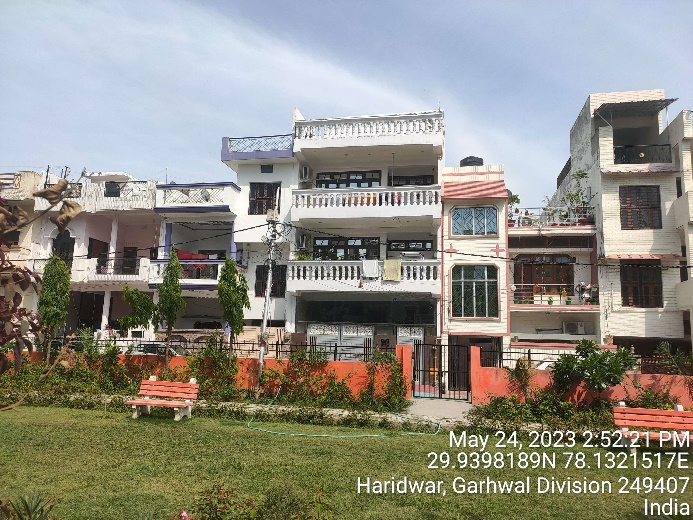 May 24, 2023 2:52:21 PM
29.9398189N 78.1321517E
Haridwar, Garhwal Division 249407
India